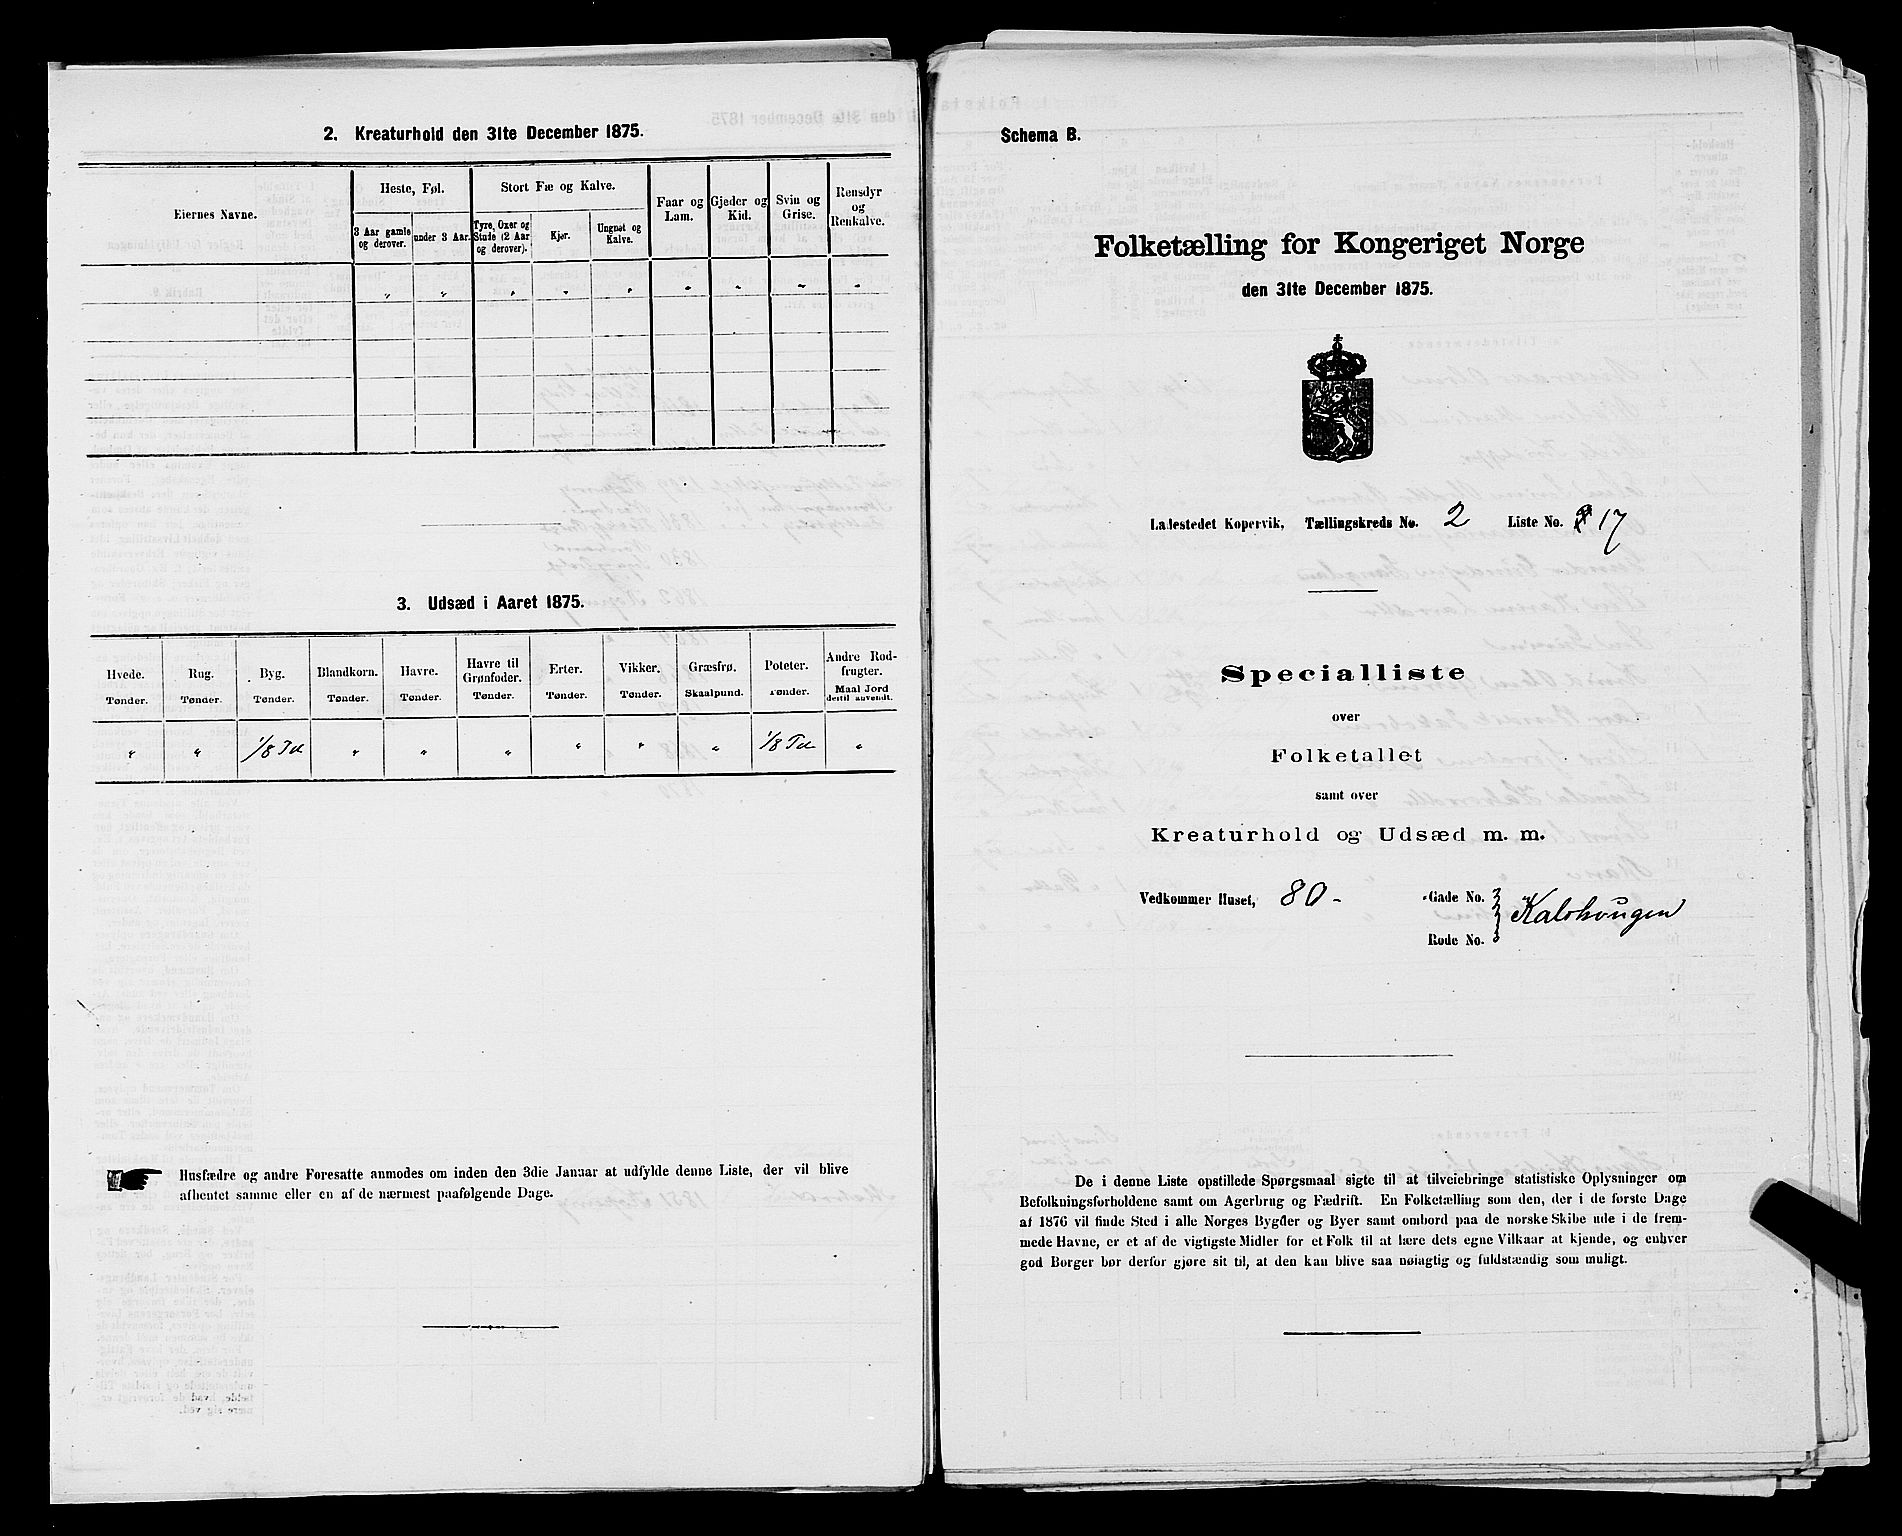 2. Kreaturhold den 31te December 1875.
Eiernes Navne.
Heste, Føl.
Stort Fæ og Kalve.
Faar og Lam.
Gjeder og Kid.
Svin og Grise.
Rensdyr og Renkalve.
3 Aar gamle og derover.
under 3 Aar.
Tyre, Oxer og Stude (2 Aar og derover).
Kjør.
Ungnøt og Kalve.
" " " " " " " " "
3. Udsæd i Aaret 1875.
Hvede. Rug. Byg. Blandkorn. Havre. Havre til Grønfoder. Erter. Vikker. Græsfrø. Poteter. Andre Rodfrugter.
Tønder. Tønder. Tønder. Tønder. Tønder. Tønder. Tønder. Tønder. Skaalpund. Tønder. Maal Jord dertil anvendt.
" " 1/8 Td. " " " " " " 1/8 Td. "
Husfædre og andre Foresatte anmodes om inden den 3die Januar at udfylde denne Liste, der vil blive
afhentet samme eller en af de nærmest paafølgende Dage.
Schema B.
Folketælling for Kongeriget Norge
den 31te December 1875.
Ladestedet Kopervik, Tællingskreds No. 2 Liste No. 17
Specialliste
over
Folketallet
samt over
Kreaturhold og Udsæd m. m.
Vedkommer Huset, 80 -
Gade No.
Rode No.
De i denne Liste opstillede Spørgsmaal sigte til at tilveiebringe statistiske Oplysninger om
Befolkningsforholdene samt om Agerbrug og Fædrift. En Folketælling som den, der i de første Dage
af 1876 vil finde Sted i alle Norges Bygder og Byer samt ombord paa de norske Skibe ude i de frem-
mede Havne, er et af de vigtigste Midler for et Folk til at lære dets egne Vilkaar at kjende, og enhver
god Borger bør derfor gjøre sit til, at den kan blive saa nøiagtig og fuldstændig som muligt.